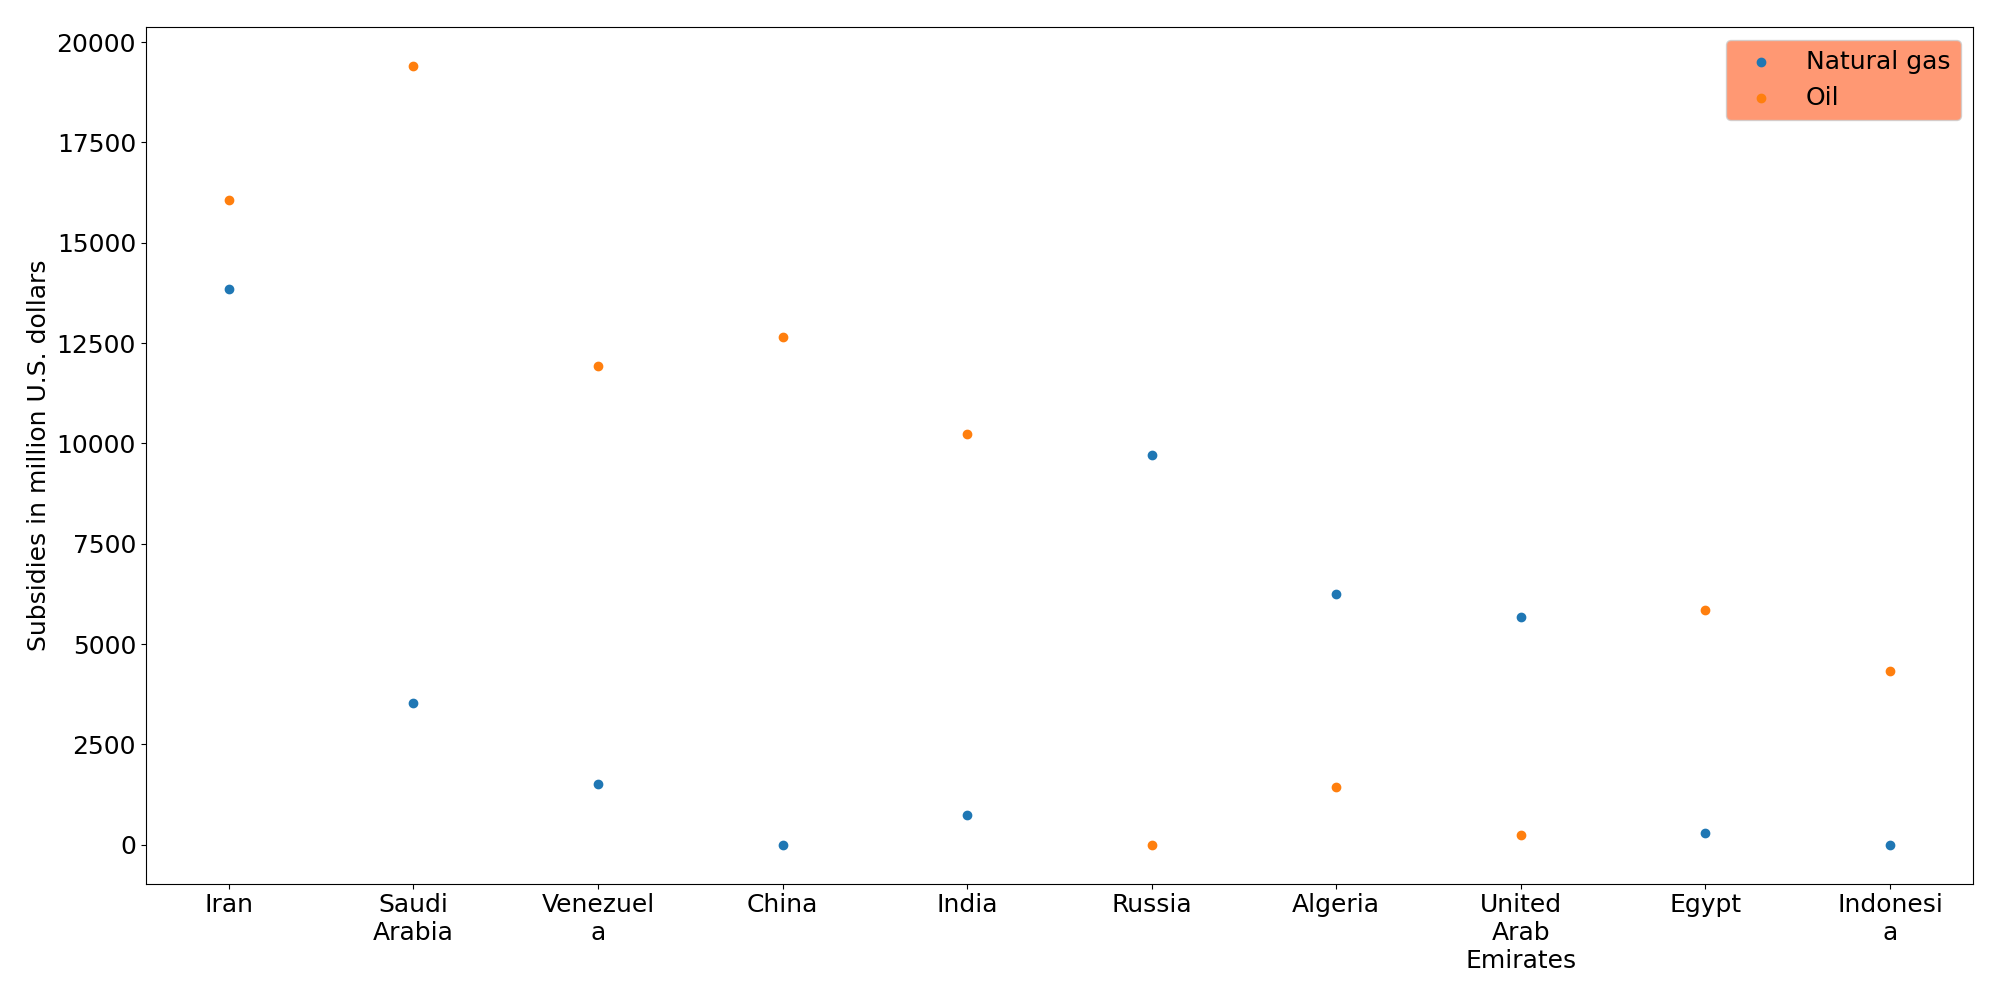 20000
17500
15000
12500
10000
7500
5000
2500
0
Subsidies in million U.S. dollars
Natural gas
Oil
Iran
Saudi
Arabia
Venezuel
a
China
India
Russia
Algeria
United
Arab
Emirates
Egypt
Indonesi
a